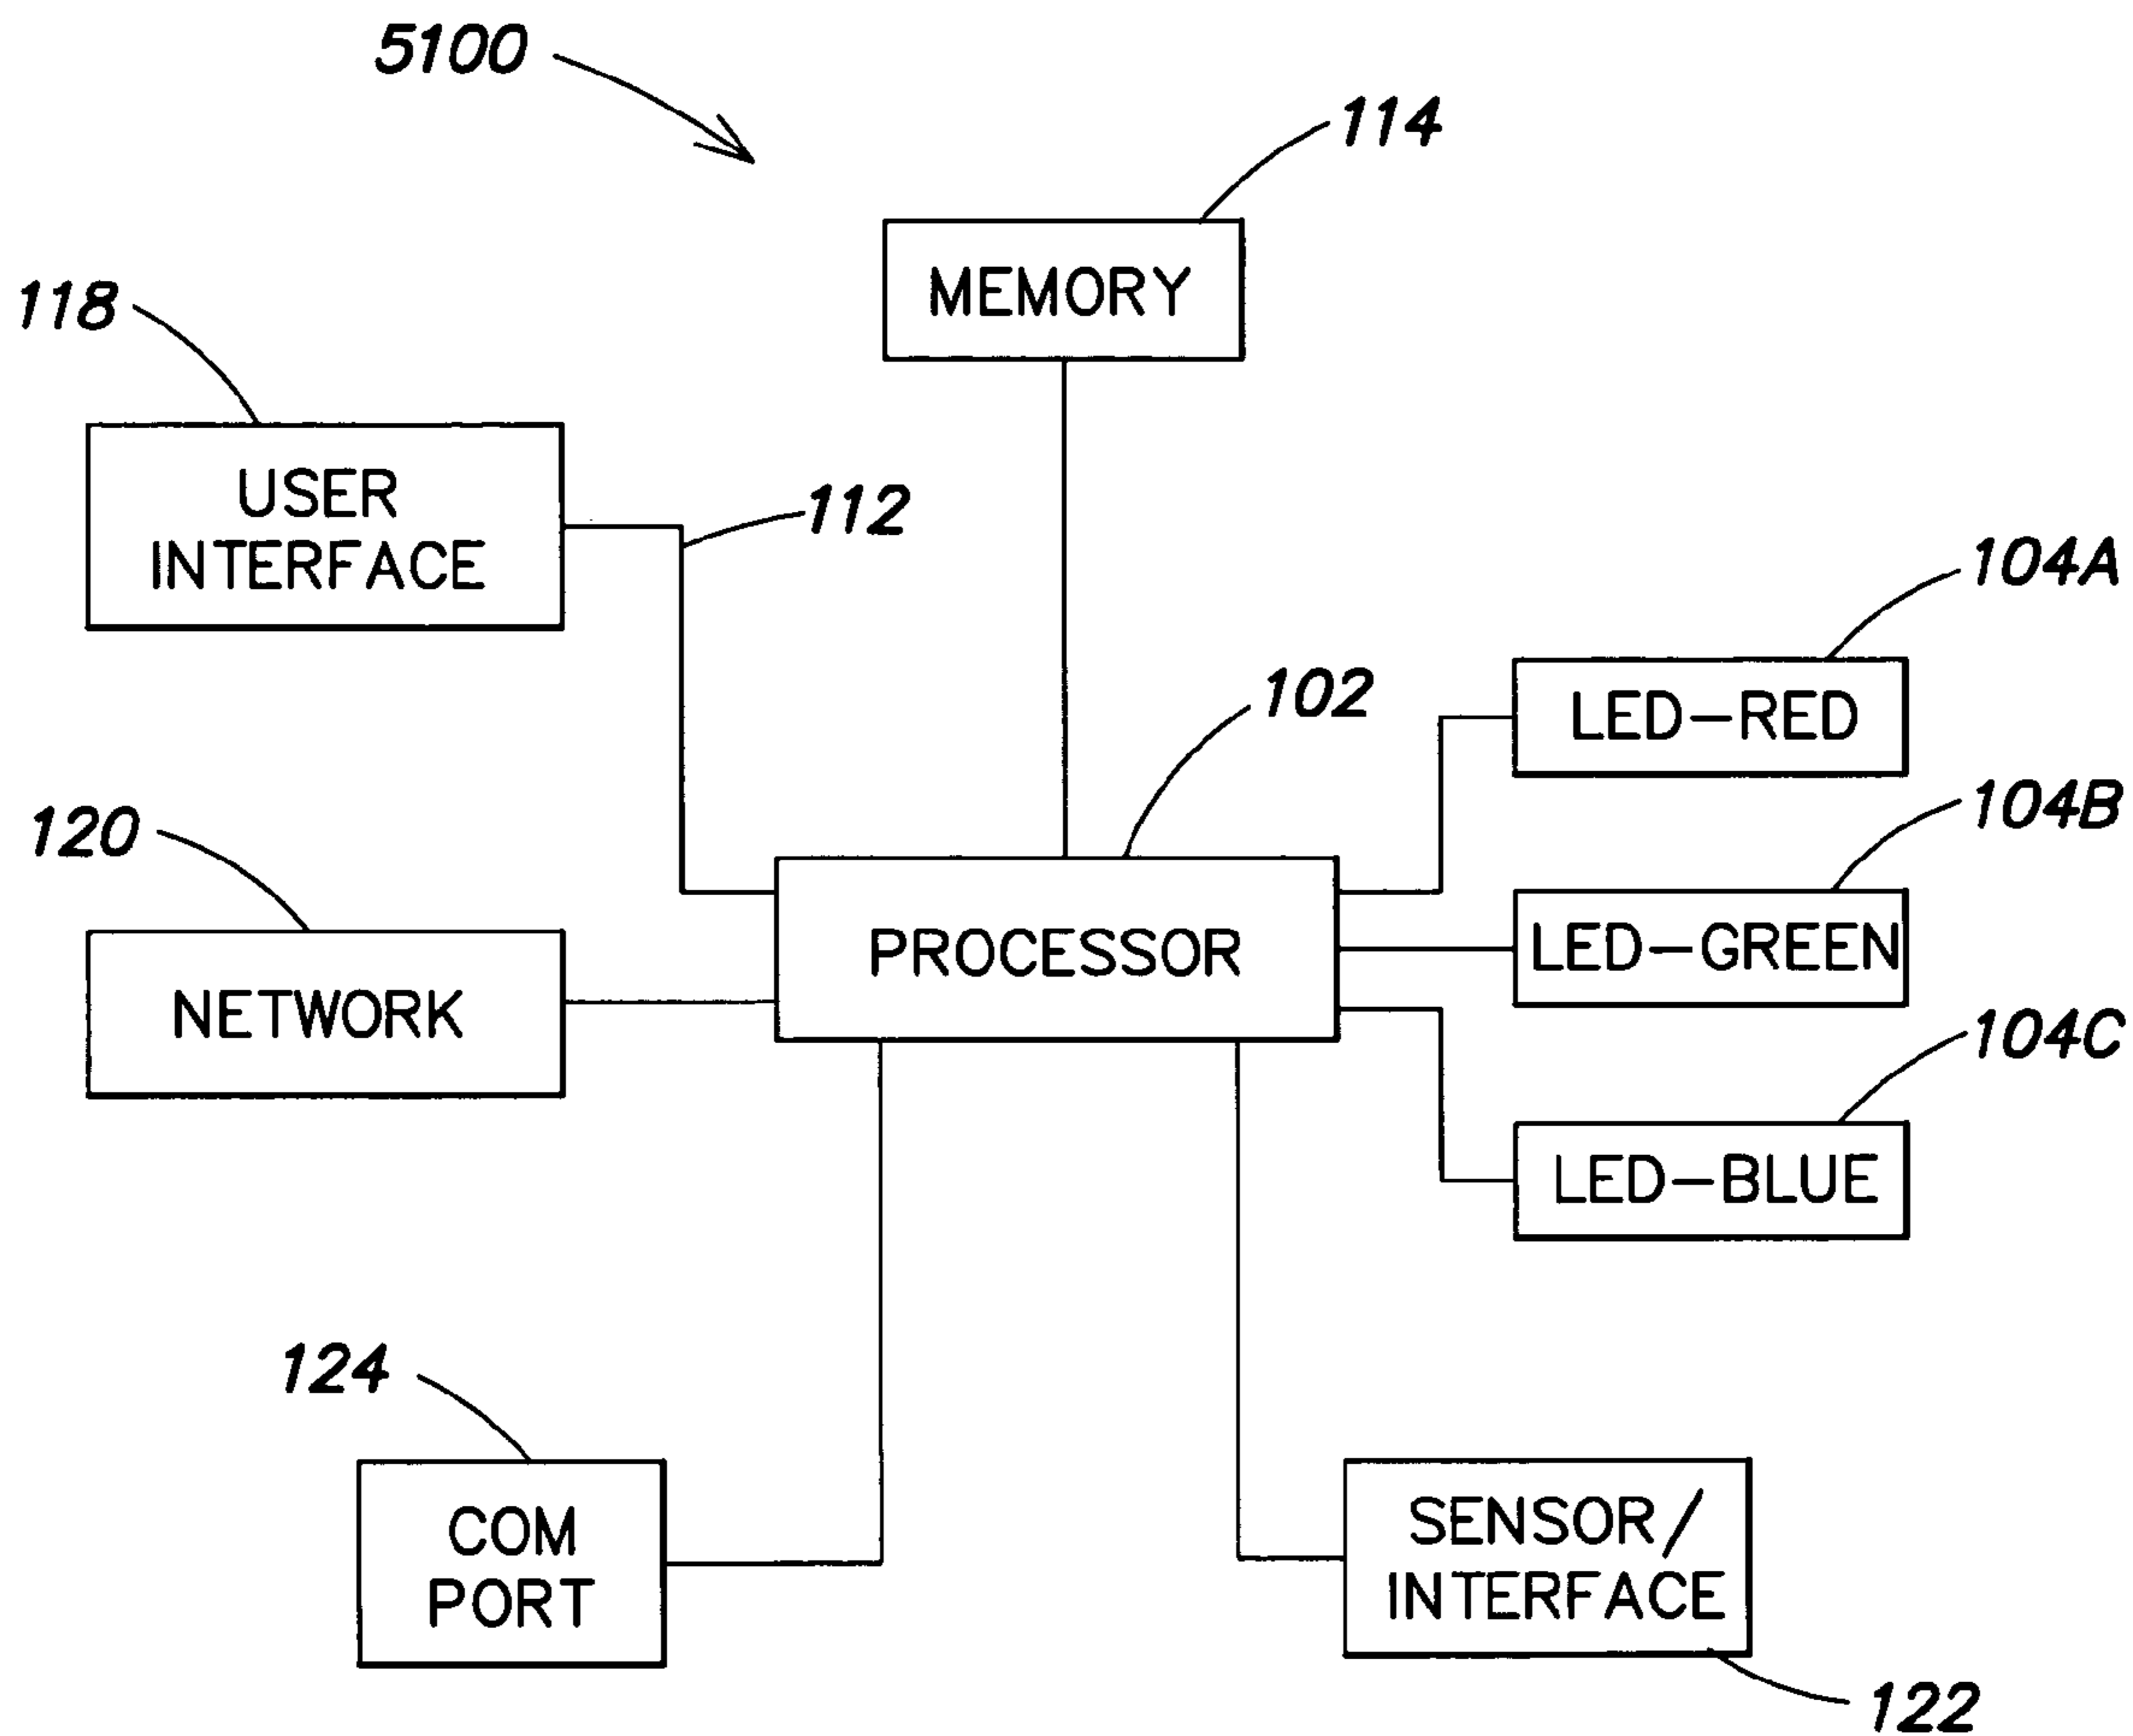 5100
114
MEMORY
118
USER
INTERFACE
112
104A
LED-RED
102
104B
120
LED-GREEN
PROCESSOR
NETWORK
104C
LED-BLUE
124
COM
PORT
SENSOR/
INTERFACE
122